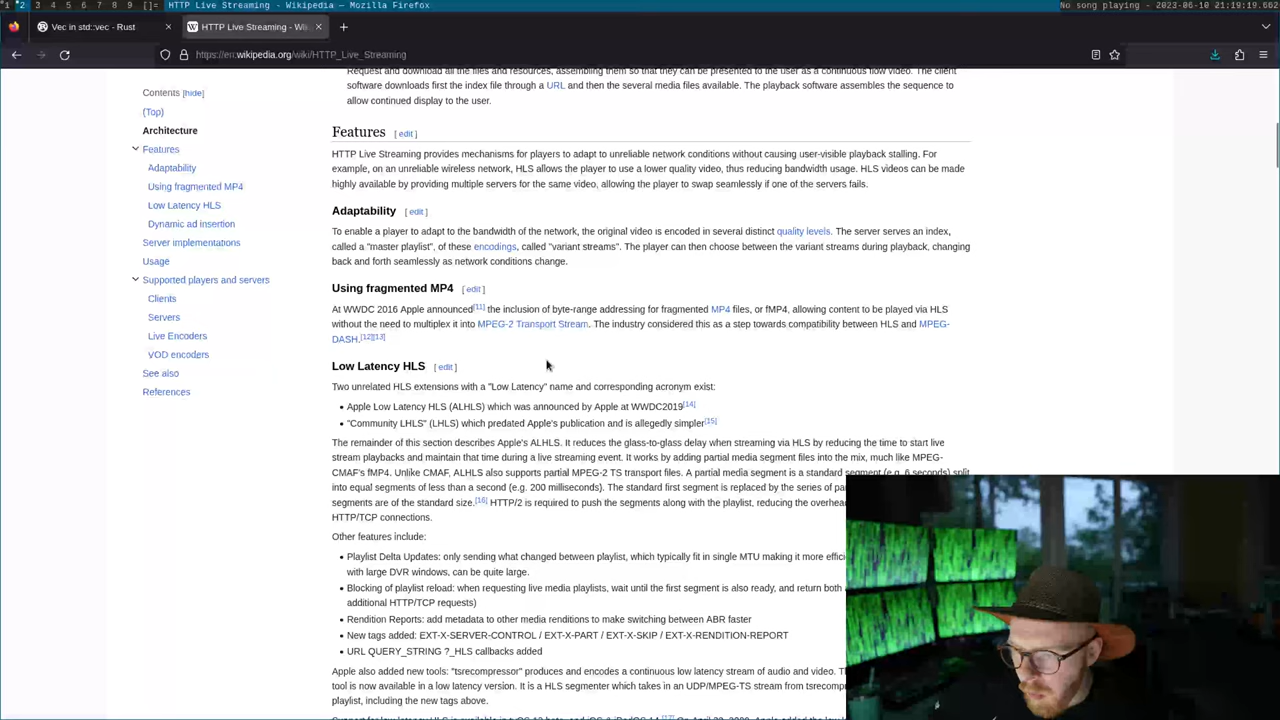 1 2 3 4 5 6 7 8 9 []= HTTP Live Streaming - Wikipedia — Mozilla Firefox No song playing - 2023-06-10 21:19:19.662
Vec in std::vec - Rust HTTP Live Streaming - Wik
https://en.wikipedia.org/wiki/HTTP_Live_Streaming
Contents [hide]
(Top)
Architecture
Features
Adaptability
Using fragmented MP4
Low Latency HLS
Dynamic ad insertion
Server implementations
Usage
Supported players and servers
Clients
Servers
Live Encoders
VOD encoders
See also
References
Request and download all the files and resources, assembling them so that they can be presented to the user as a continuous flow video. The client
software downloads first the index file through a URL and then the several media files available. The playback software assembles the sequence to
allow continued display to the user.
Features [ edit ]
HTTP Live Streaming provides mechanisms for players to adapt to unreliable network conditions without causing user-visible playback stalling. For
example, on an unreliable wireless network, HLS allows the player to use a lower quality video, thus reducing bandwidth usage. HLS videos can be made
highly available by providing multiple servers for the same video, allowing the player to swap seamlessly if one of the servers fails.
Adaptability [ edit ]
To enable a player to adapt to the bandwidth of the network, the original video is encoded in several distinct quality levels. The server serves an index,
called a "master playlist", of these encodings, called "variant streams". The player can then choose between the variant streams during playback, changing
back and forth seamlessly as network conditions change.
Using fragmented MP4 [ edit ]
At WWDC 2016 Apple announced[11] the inclusion of byte-range addressing for fragmented MP4 files, or fMP4, allowing content to be played via HLS
without the need to multiplex it into MPEG-2 Transport Stream. The industry considered this as a step towards compatibility between HLS and MPEG-
DASH.[12][13]
Low Latency HLS [ edit ]
Two unrelated HLS extensions with a "Low Latency" name and corresponding acronym exist:
• Apple Low Latency HLS (ALHLS) which was announced by Apple at WWDC2019[14]
• "Community LHLS" (LHLS) which predated Apple's publication and is allegedly simpler[15]
The remainder of this section describes Apple's ALHLS. It reduces the glass-to-glass delay when streaming via HLS by reducing the time to start live
stream playbacks and maintain that time during a live streaming event. It works by adding partial media segment files into the mix, much like MPEG-
CMAF's fMP4. Unlike CMAF, ALHLS also supports partial MPEG-2 TS transport files. A partial media segment is a standard segment (e.g. 6 seconds) split
into equal segments of less than a second (e.g. 200 milliseconds). The standard first segment is replaced by the series of par
segments are of the standard size.[16] HTTP/2 is required to push the segments along with the playlist, reducing the overhea
HTTP/TCP connections.
Other features include:
• Playlist Delta Updates: only sending what changed between playlist, which typically fit in single MTU making it more effici
with large DVR windows, can be quite large.
• Blocking of playlist reload: when requesting live media playlists, wait until the first segment is also ready, and return both
additional HTTP/TCP requests)
• Rendition Reports: add metadata to other media renditions to make switching between ABR faster
• New tags added: EXT-X-SERVER-CONTROL / EXT-X-PART / EXT-X-SKIP / EXT-X-RENDITION-REPORT
• URL QUERY_STRING ?_HLS callbacks added
Apple also added new tools: "tsrecompressor" produces and encodes a continuous low latency stream of audio and video. Th
tool is now available in a low latency version. It is a HLS segmenter which takes in an UDP/MPEG-TS stream from tsrecomp
playlist, including the new tags above.